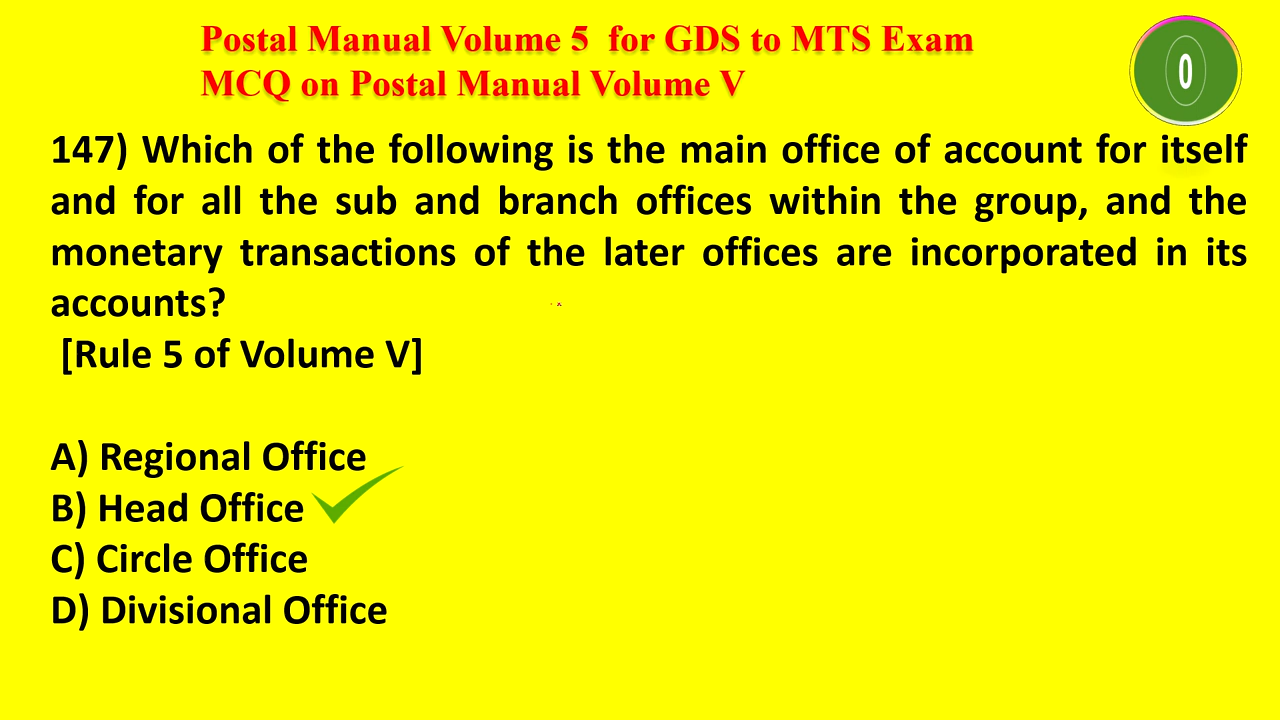 Postal Manual Volume 5 for GDS to MTS Exam
MCQ on Postal Manual Volume V
0
147) Which of the following is the main office of account for itself
and for all the sub and branch offices within the group, and the
monetary transactions of the later offices are incorporated in its
accounts?
[Rule 5 of Volume V]
A) Regional Office
B) Head Office
C) Circle Office
D) Divisional Office